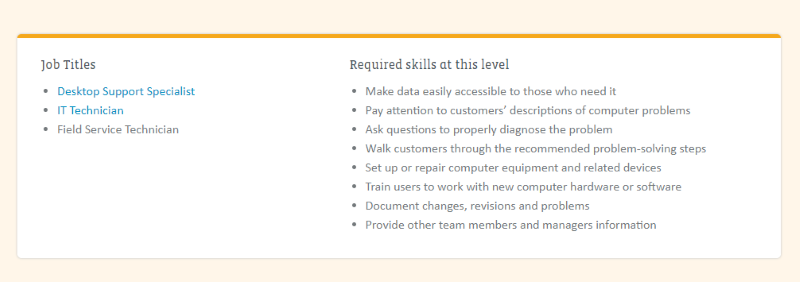 Job Titles
Desktop Support Specialist
IT Technician
Field Service Technician
Required skills at this level
Make data easily accessible to those who need it
Pay attention to customers’ descriptions of computer problems
Ask questions to properly diagnose the problem
Walk customers through the recommended problem-solving steps
Set up or repair computer equipment and related devices
Train users to work with new computer hardware or software
Document changes, revisions and problems
Provide other team members and managers information